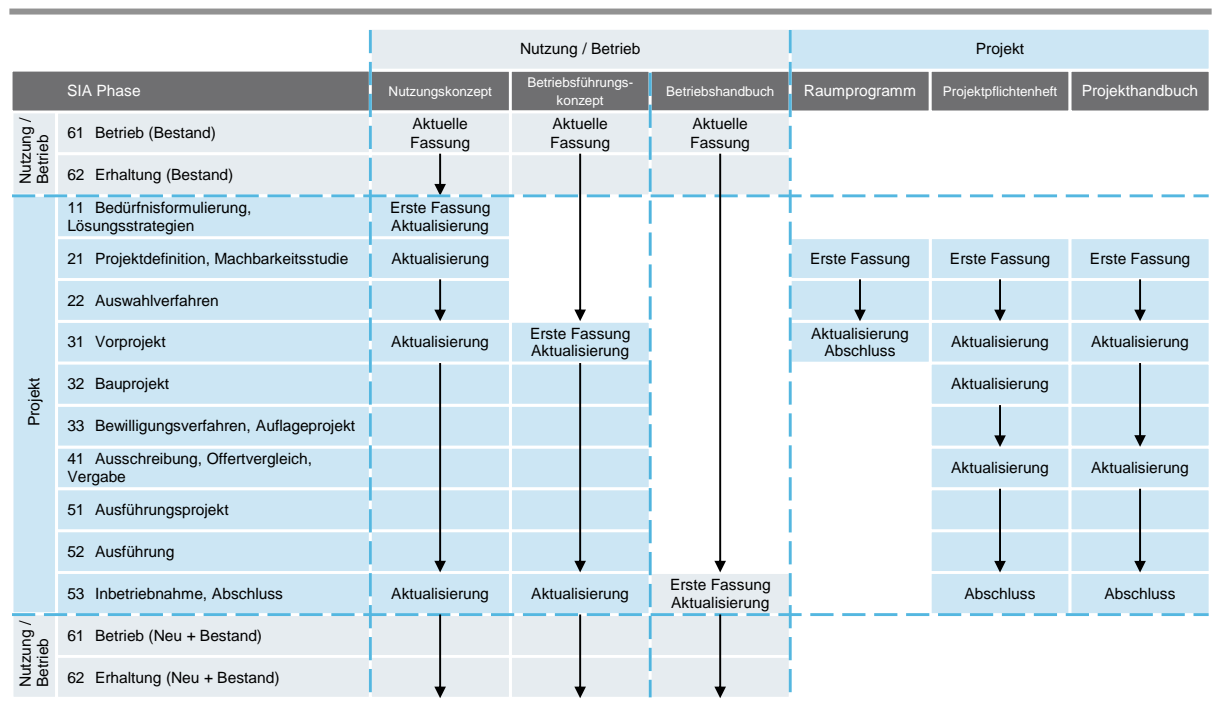 Nutzung / Betrieb
Projekt
SIA Phase
Nutzungskonzept
Betriebsführungs-
konzept
Betriebshandbuch
Raumprogramm
Projektpflichtenheft
Projekthandbuch
Nutzung /
Betrieb
61 Betrieb (Bestand)
Aktuelle
Fassung
Aktuelle
Fassung
Aktuelle
Fassung
62 Erhaltung (Bestand)
Projekt
11 Bedürfnisformulierung,
Lösungsstrategien
Erste Fassung
Aktualisierung
21 Projektdefinition, Machbarkeitsstudie
Aktualisierung
Erste Fassung
Erste Fassung
Erste Fassung
22 Auswahlverfahren
31 Vorprojekt
Aktualisierung
Erste Fassung
Aktualisierung
Aktualisierung
Abschluss
Aktualisierung
Aktualisierung
32 Bauprojekt
Aktualisierung
33 Bewilligungsverfahren, Auflageprojekt
41 Ausschreibung, Offertvergleich,
Vergabe
Aktualisierung
Aktualisierung
51 Ausführungsprojekt
52 Ausführung
53 Inbetriebnahme, Abschluss
Aktualisierung
Aktualisierung
Erste Fassung
Aktualisierung
Abschluss
Abschluss
Nutzung /
Betrieb
61 Betrieb (Neu + Bestand)
62 Erhaltung (Neu + Bestand)